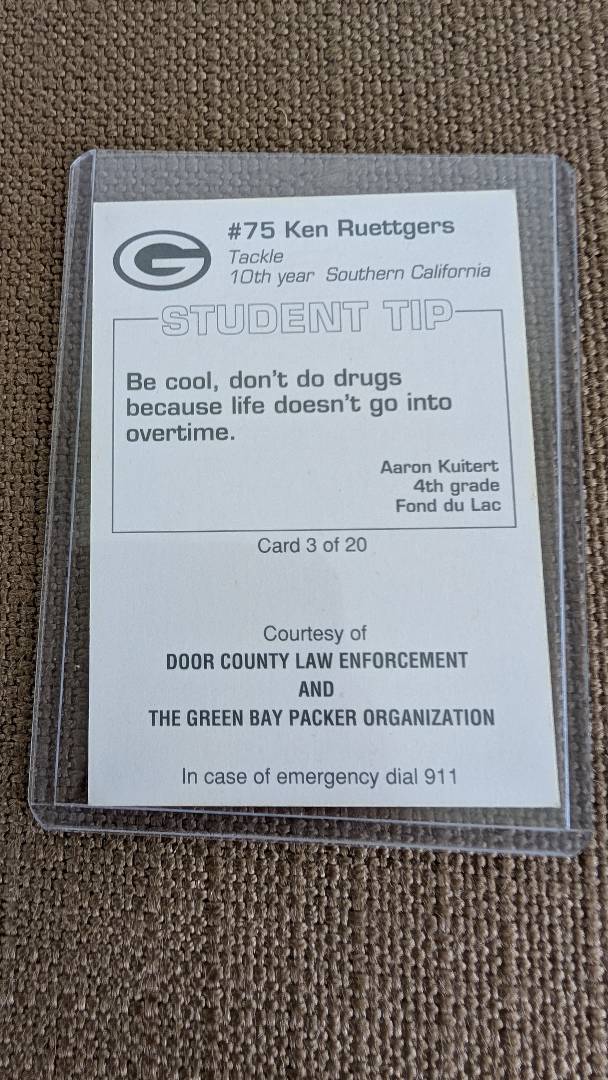 G
#75 Ken Ruettgers
Tackle
10th year Southern California
STUDENT TIP
Be cool, don't do drugs
because life doesn't go into
overtime.
Aaron Kuitert
4th grade
Fond du Lac
Card 3 of 20
Courtesy of
DOOR COUNTY LAW ENFORCEMENT
AND
THE GREEN BAY PACKER ORGANIZATION
In case of emergency dial 911